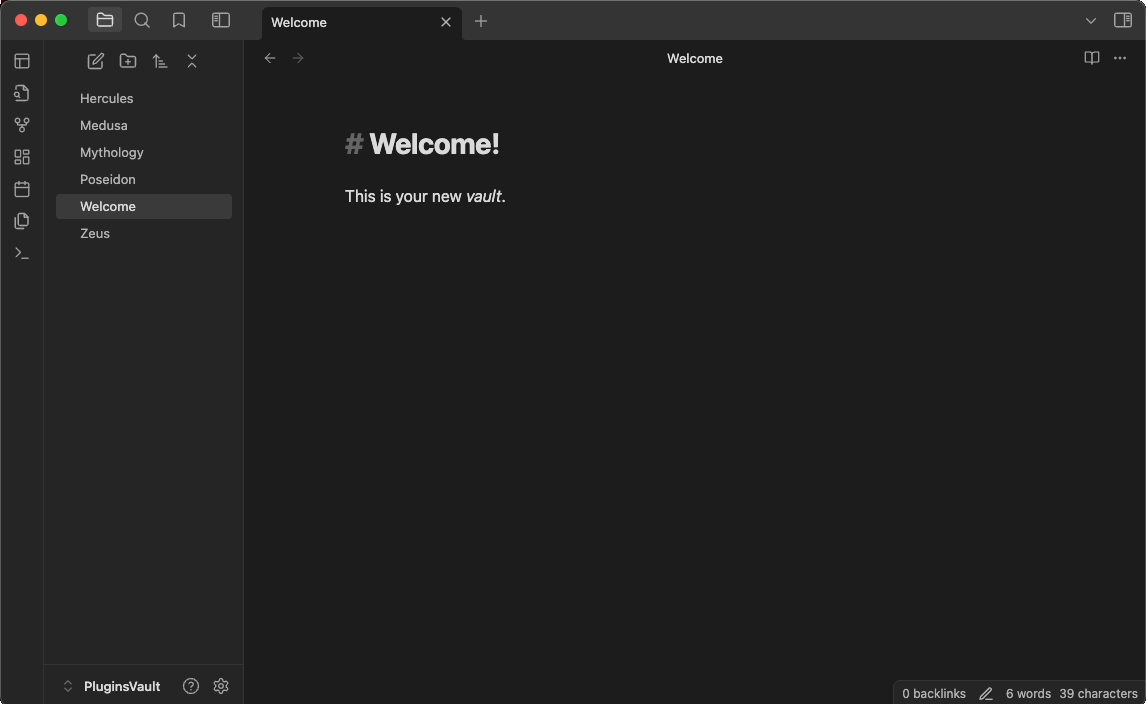 Welcome
Welcome
Hercules
Medusa
Mythology
Poseidon
Welcome
Zeus
# Welcome!
This is your new vault.
PluginsVault
0 backlinks 6 words 39 characters